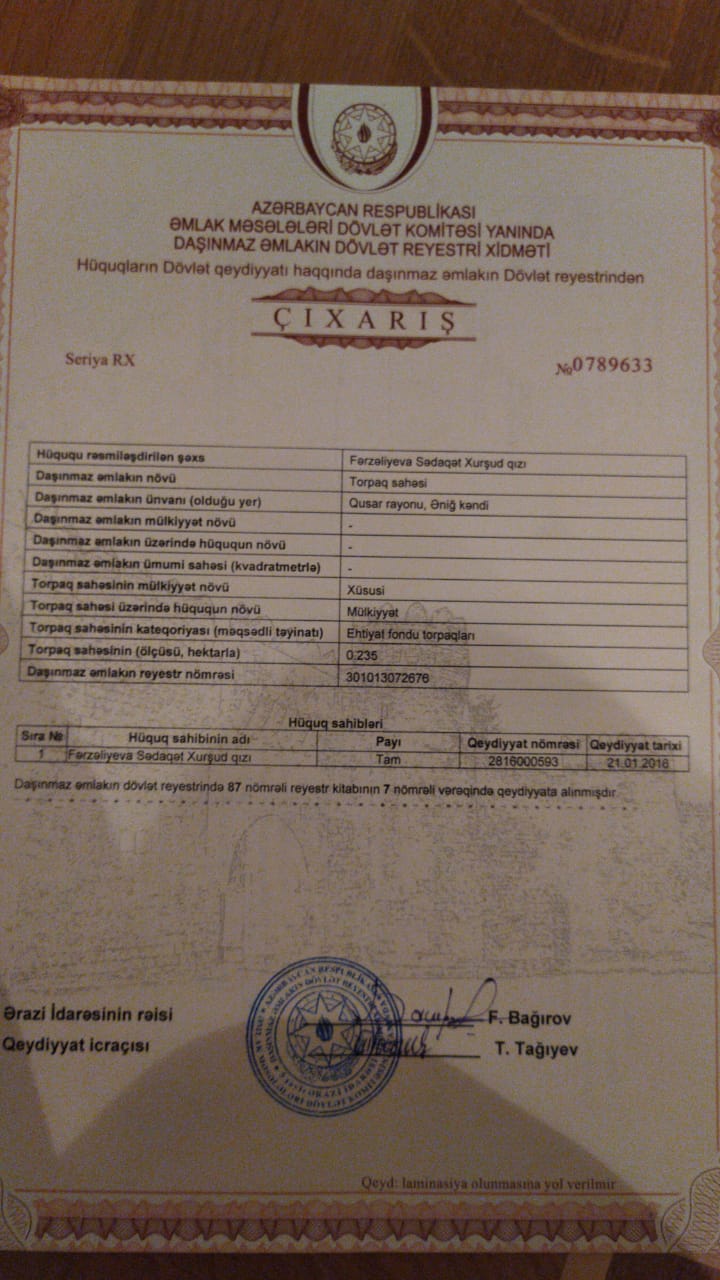 AZƏRBAYCAN RESPUBLİKASI
ƏMLAK MƏSƏLƏLƏRİ DÖVLƏT KOMİTƏSİ YANINDA
DAŞINMAZ ƏMLAKIN DÖVLƏT REYESTRİ XİDMƏTİ
Hüquqların Dövlət qeydiyyatı haqqında daşınmaz əmlakın Dövlət reyestrindən
ÇIXARIŞ
Seriya RX №0789633
Hüququ rəsmiləşdirilən şəxs Fərzəliyeva Sədaqət Xurşud qızı
Daşınmaz əmlakın növü Torpaq sahəsi
Daşınmaz əmlakın ünvanı (olduğu yer) Qusar rayonu, Əniğ kəndi
Daşınmaz əmlakın mülkiyyət növü -
Daşınmaz əmlakın üzərində hüququn növü -
Daşınmaz əmlakın ümumi sahəsi (kvadratmetrlə) -
Torpaq sahəsinin mülkiyyət növü Xüsusi
Torpaq sahəsi üzərində hüququn növü Mülkiyyət
Torpaq sahəsinin kateqoriyası (məqsədli təyinatı) Ehtiyat fondu torpaqları
Torpaq sahəsinin (ölçüsü, hektarla) 0.235
Daşınmaz əmlakın reyestr nömrəsi 301013072676
Hüquq sahibləri
Sıra № Hüquq sahibinin adı Payı Qeydiyyat nömrəsi Qeydiyyat tarixi
1 Fərzəliyeva Sədaqət Xurşud qızı Tam 2816000593 21.01.2016
Daşınmaz əmlakın dövlət reyestrində 87 nömrəli reyestr kitabının 7 nömrəli vərəqində qeydiyyata alınmışdır
Ərazi İdarəsinin rəisi F. Bağırov
Qeydiyyat icraçısı T. Tağıyev
Qeyd: laminasiya olunmasına yol verilmir